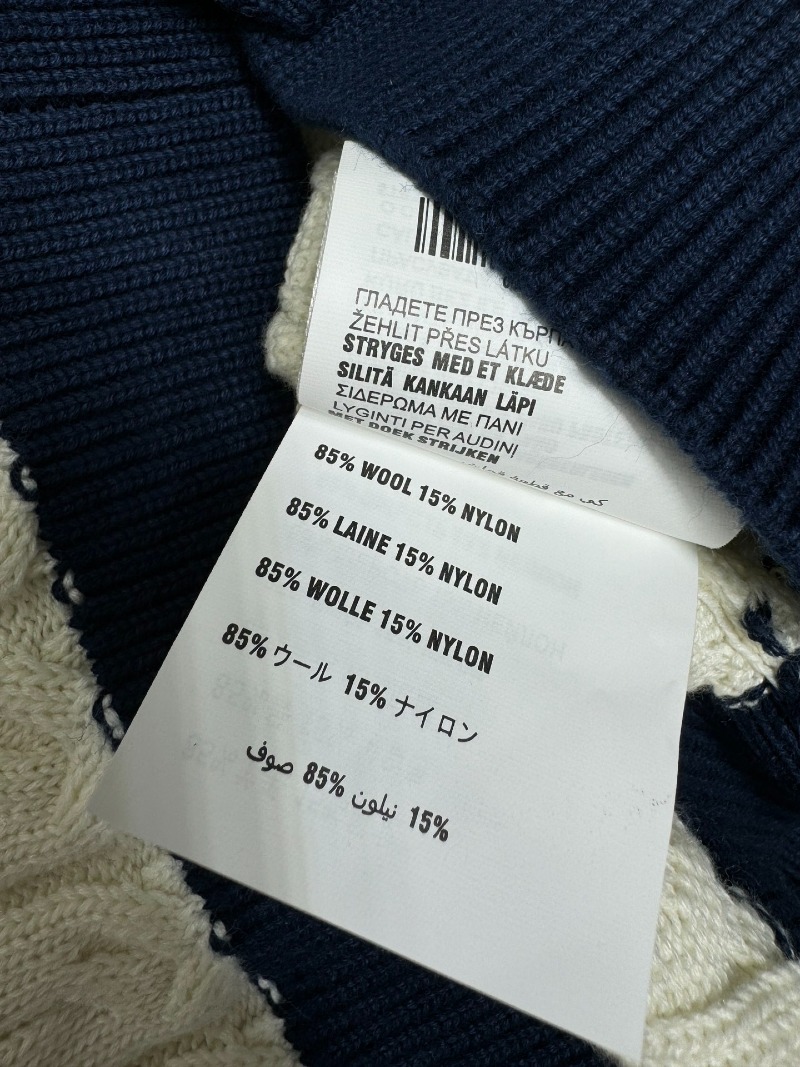 ГЛАДЕТЕ ПРЕЗ КЪРПА
ŽEHLIT PŘES LÁTKU
STRYGES MED ET KLÆDE
SILITÄ KANKAAN LÄPI
ΣΙΔΕΡΩΜΑ ΜΕ ΠΑΝΙ
LYGINTI PER AUDINĮ
MET DOEK STRIJKEN
85% WOOL 15% NYLON
85% LAINE 15% NYLON
85% WOLLE 15% NYLON
85% ウール 15% ナイロン
صوف 85% نيلون 15%